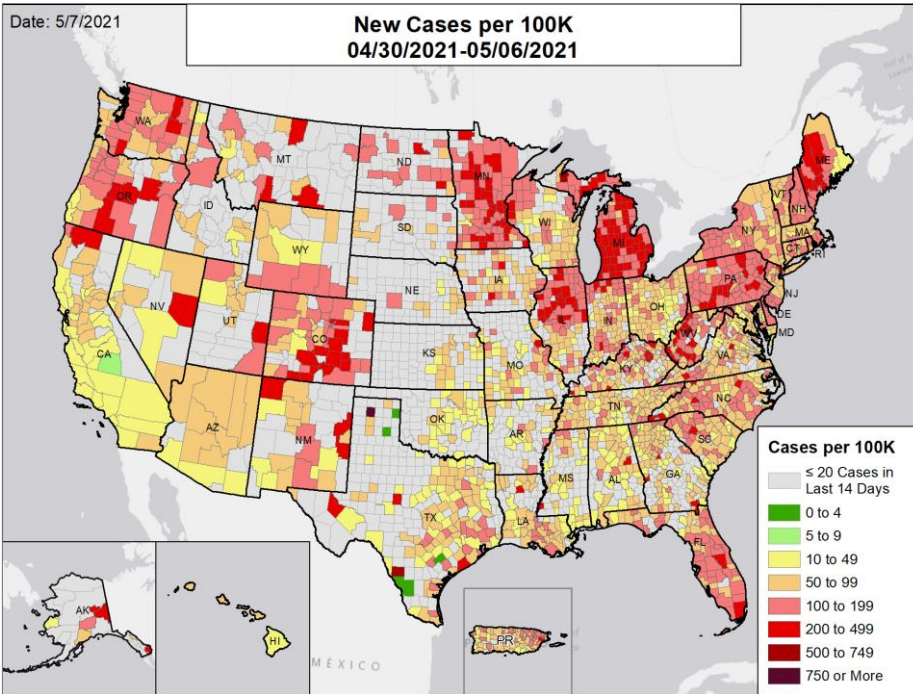 Date: 5/7/2021
New Cases per 100K
04/30/2021-05/06/2021
WA
MT
ND
MN
ME
OR
ID
SD
WI
MI
VT
NH
NY
MA
CT
RI
WY
IA
PA
NJ
NV
UT
NE
IL
IN
OH
DE
MD
CA
CO
KS
MO
KY
WV
VA
AZ
NM
OK
AR
TN
NC
SC
TX
LA
MS
AL
GA
FL
AK
HI
PR
MÉXICO
Cases per 100K
≤ 20 Cases in
Last 14 Days
0 to 4
5 to 9
10 to 49
50 to 99
100 to 199
200 to 499
500 to 749
750 or More